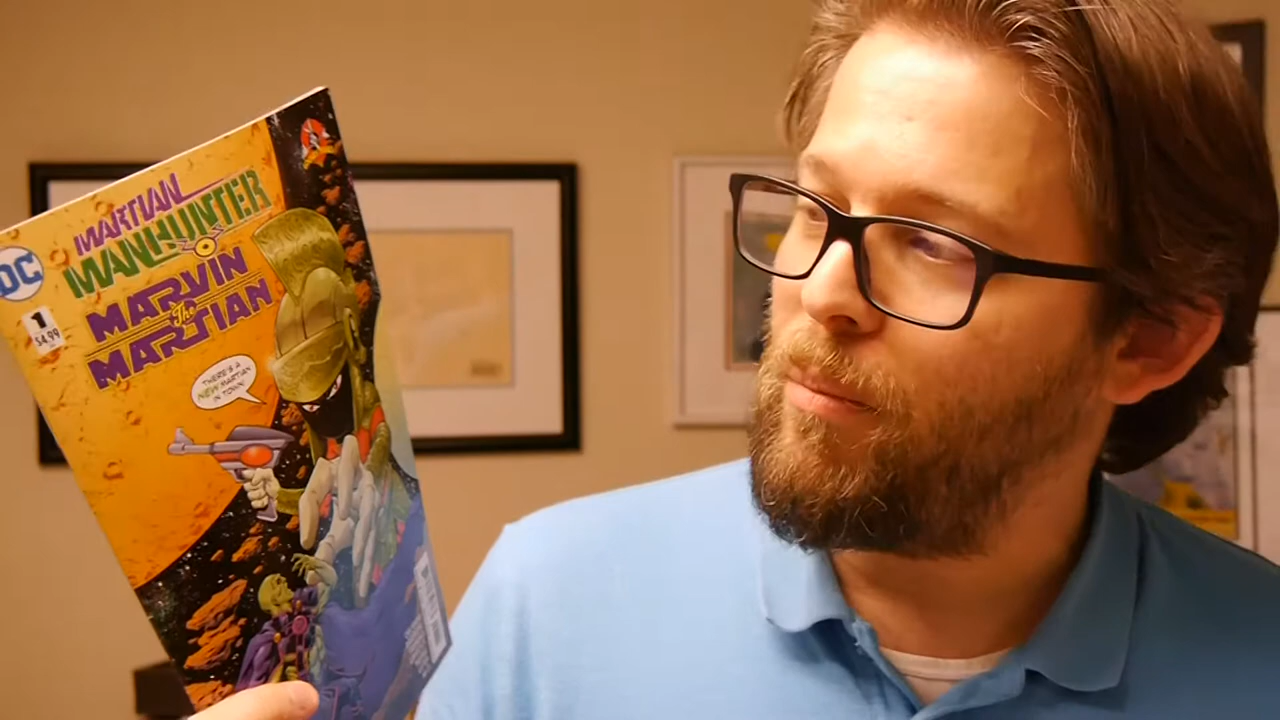 DC
MARTIAN
MANHUNTER
MARVIN
The
MARTIAN
1
$4.99
THERE'S A
NEW MARTIAN
IN TOWN!